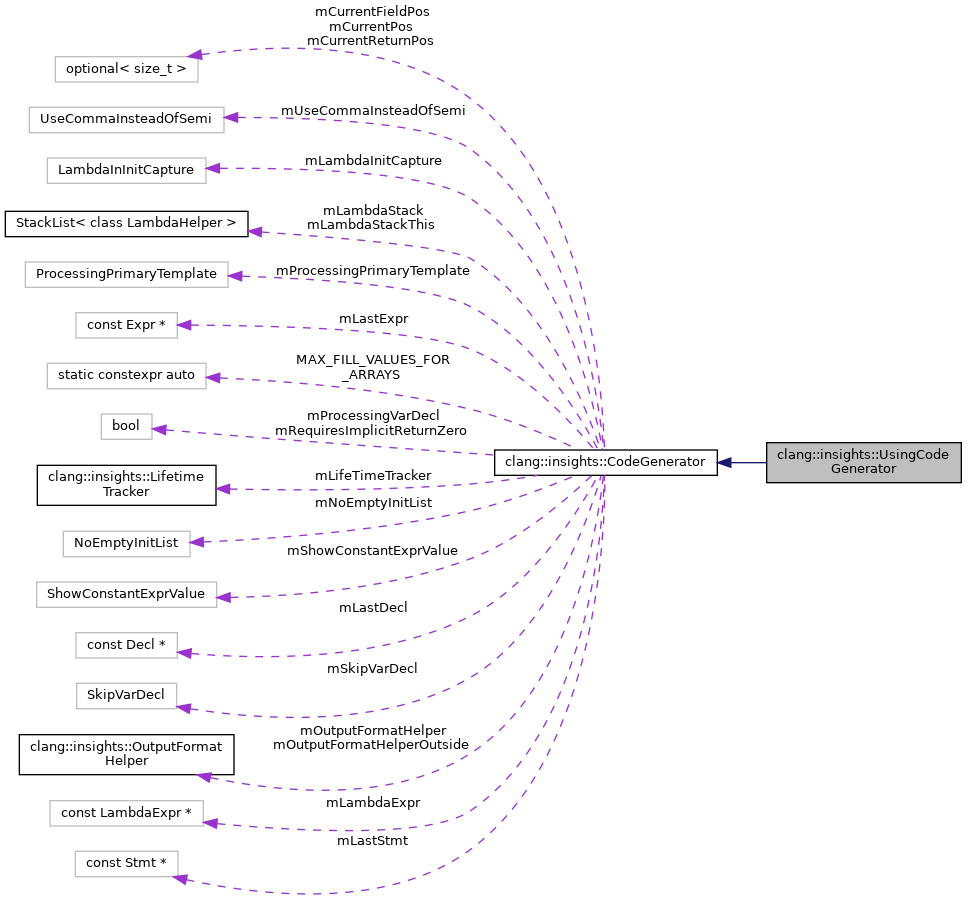 mCurrentFieldPos
mCurrentPos
mCurrentReturnPos
optional< size_t >
mUseCommaInsteadOfSemi
UseCommaInsteadOfSemi
mLambdaInitCapture
LambdaInInitCapture
mLambdaStack
mLambdaStackThis
StackList< class LambdaHelper >
mProcessingPrimaryTemplate
ProcessingPrimaryTemplate
mLastExpr
const Expr *
MAX_FILL_VALUES_FOR
_ARRAYS
static constexpr auto
mProcessingVarDecl
mRequiresImplicitReturnZero
bool
clang::insights::CodeGenerator
clang::insights::UsingCode
Generator
mLifeTimeTracker
clang::insights::Lifetime
Tracker
mNoEmptyInitList
NoEmptyInitList
mShowConstantExprValue
ShowConstantExprValue
mLastDecl
const Decl *
mSkipVarDecl
SkipVarDecl
mOutputFormatHelper
mOutputFormatHelperOutside
clang::insights::OutputFormat
Helper
mLambdaExpr
const LambdaExpr *
mLastStmt
const Stmt *